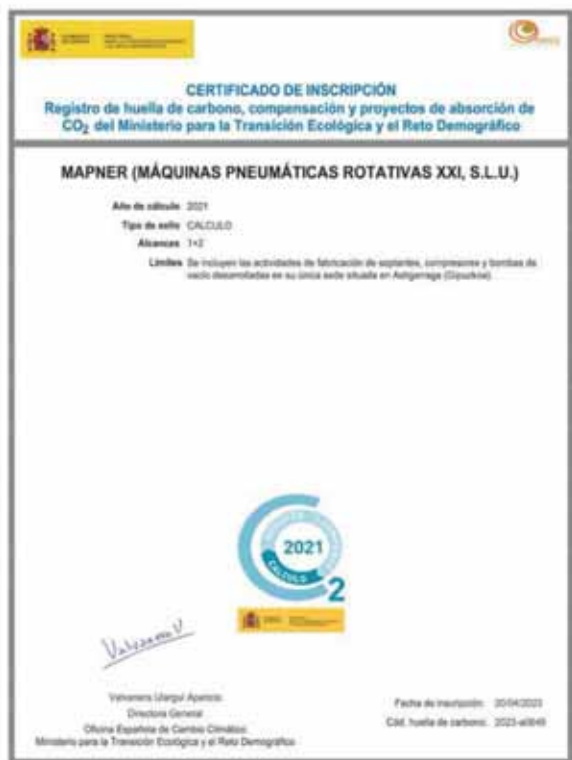 CERTIFICADO DE INSCRIPCIÓN
Registro de huella de carbono, compensación y proyectos de absorción de
CO2 del Ministerio para la Transición Ecológica y el Reto Demográfico
MAPNER (MÁQUINAS PNEUMÁTICAS ROTATIVAS XXI, S.L.U.)
Año de cálculo 2021
Tipo de sello CALCULO
Alcances 1+2
Límites Se incluyen las actividades de fabricación de soplantes, compresores y bombas de
vacío desarrolladas en su única sede situada en Astigarraga (Gipuzkoa)
2021
CALCULO
2
Valvanera Ulargui Aparicio
Directora General
Oficina Española de Cambio Climático
Ministerio para la Transición Ecológica y el Reto Demográfico
Fecha de inscripción: 20/04/2023
Cód. huella de carbono: